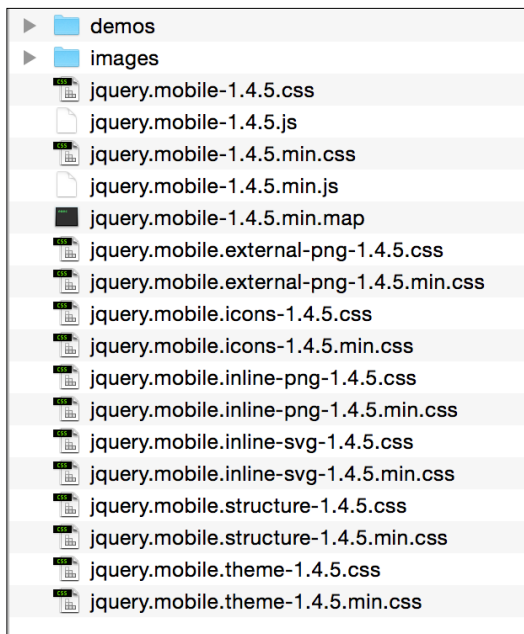 demos
images
jquery.mobile-1.4.5.css
jquery.mobile-1.4.5.js
jquery.mobile-1.4.5.min.css
jquery.mobile-1.4.5.min.js
jquery.mobile-1.4.5.min.map
jquery.mobile.external-png-1.4.5.css
jquery.mobile.external-png-1.4.5.min.css
jquery.mobile.icons-1.4.5.css
jquery.mobile.icons-1.4.5.min.css
jquery.mobile.inline-png-1.4.5.css
jquery.mobile.inline-png-1.4.5.min.css
jquery.mobile.inline-svg-1.4.5.css
jquery.mobile.inline-svg-1.4.5.min.css
jquery.mobile.structure-1.4.5.css
jquery.mobile.structure-1.4.5.min.css
jquery.mobile.theme-1.4.5.css
jquery.mobile.theme-1.4.5.min.css